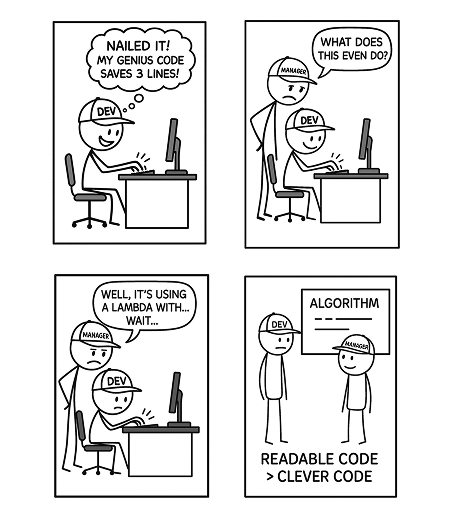 NAILED IT!
MY GENIUS CODE
SAVES 3 LINES!
DEV
WHAT DOES
THIS EVEN DO?
MANAGER
DEV
WELL, IT'S USING
A LAMBDA WITH...
WAIT...
MANAGER
DEV
ALGORITHM
DEV
MANAGER
READABLE CODE
> CLEVER CODE